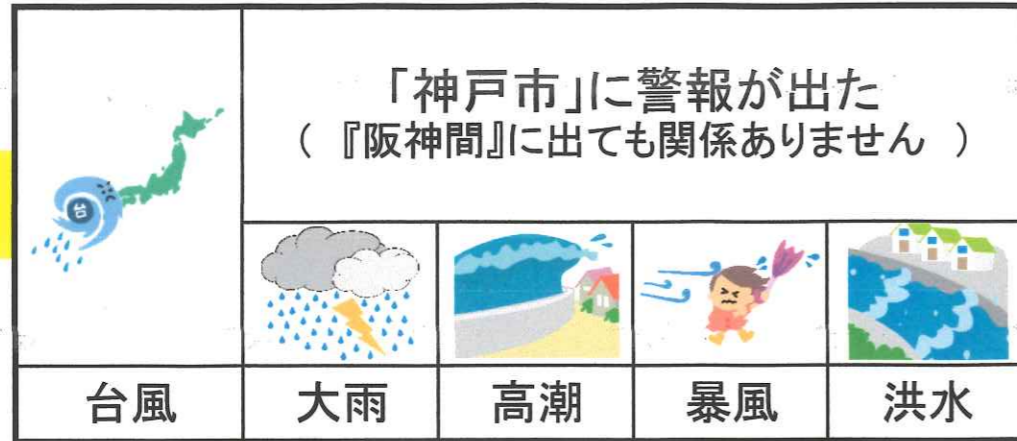 「神戸市」に警報が出た
（ 『阪神間』に出ても関係ありません ）
台
台風
大雨
高潮
暴風
洪水